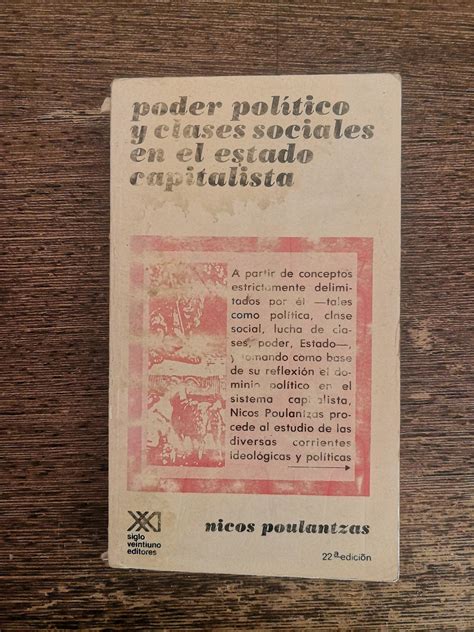 poder político
y clases sociales
en el estado
capitalista
A partir de conceptos
estrictamente delimi-
tados por él —tales
como política, clase
social, lucha de cla-
ses, poder, Estado—,
y tomando como base
de su reflexión el do-
minio político en el
sistema capitalista,
Nicos Poulantzas pro-
cede al estudio de las
diversas corrientes
ideológicas y políticas
siglo
veintiuno
editores
nicos poulantzas
22ª edición